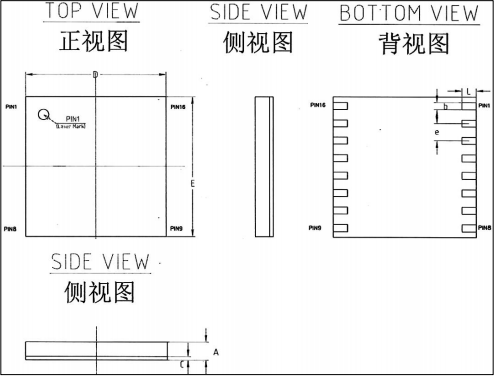 TOP VIEW
正视图
SIDE VIEW
侧视图
BOTTOM VIEW
背视图
D
PIN1
PIN16
PIN1
(Laser Mark)
E
PIN8
PIN9
PIN16
L
PIN1
b
e
PIN9
PIN8
SIDE VIEW
侧视图
A
C